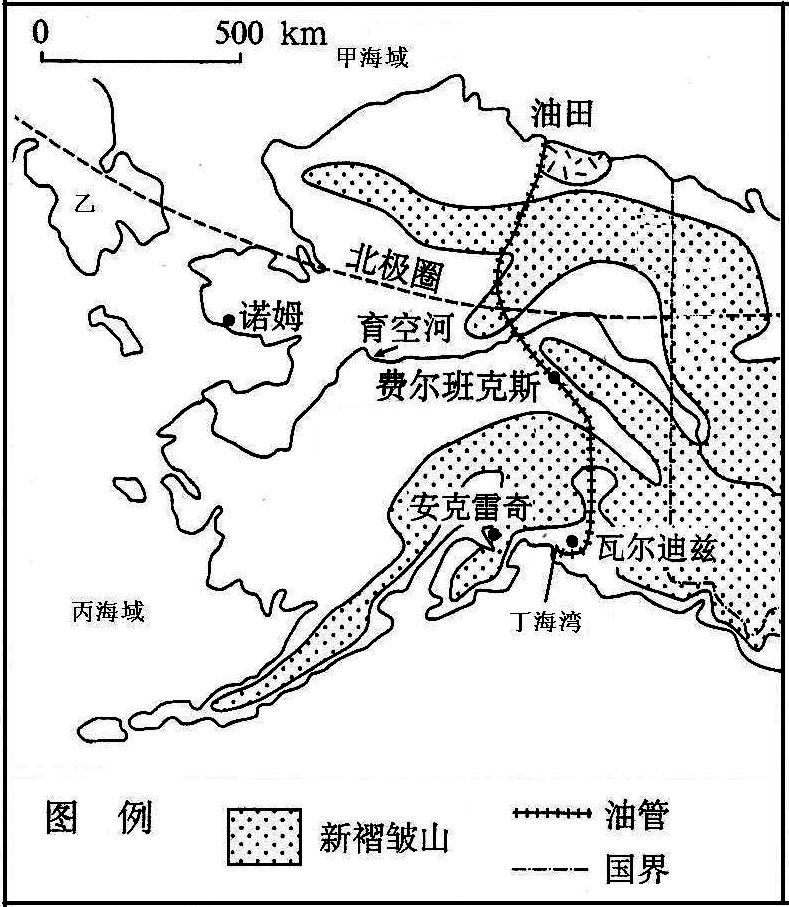 0 500 km
甲海域
油田
乙
北极圈
诺姆
育空河
费尔班克斯
安克雷奇
瓦尔迪兹
丙海域
丁海湾
图 例
新褶皱山
油管
国界